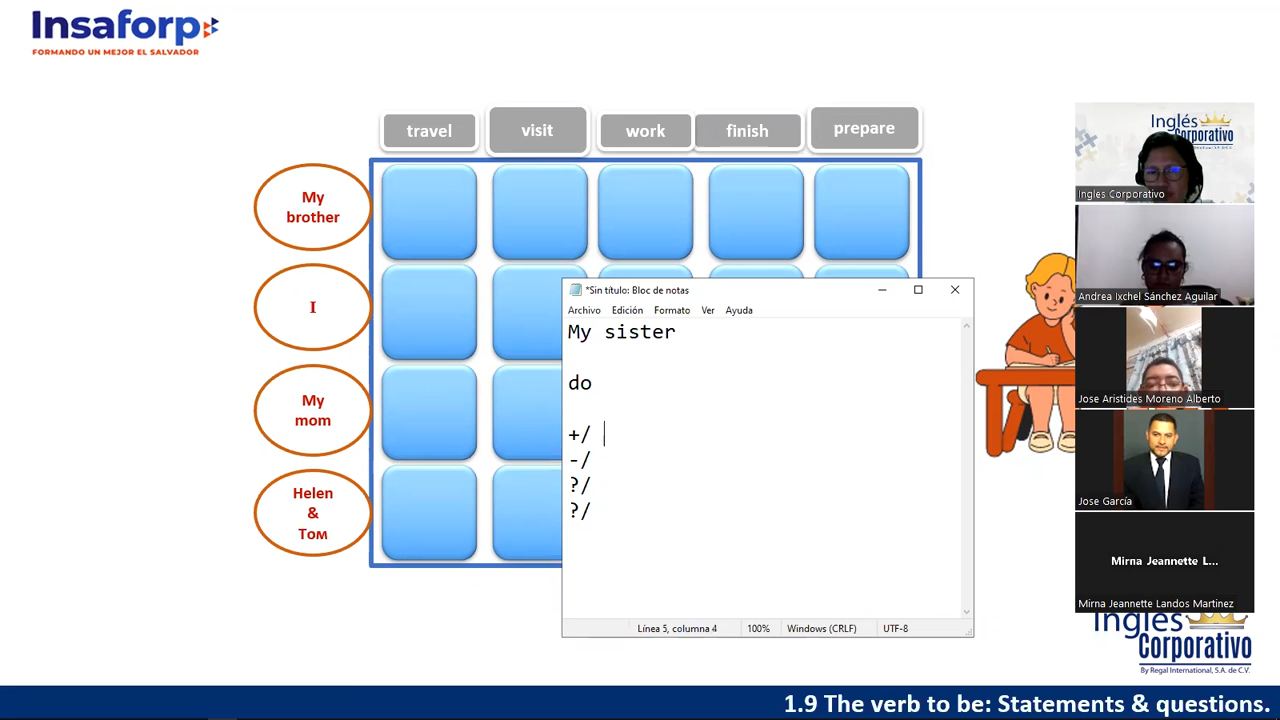 Insaforp
FORMANDO UN MEJOR EL SALVADOR
travel
visit
work
finish
prepare
My
brother
I
My
mom
Helen
&
Tom
*Sin título: Bloc de notas
Archivo Edición Formato Ver Ayuda
My sister
do
+/
-/
?/
?/
Línea 5, columna 4
100%
Windows (CRLF)
UTF-8
Inglés
Corporativo
Ingles Corporativo
Andrea Ixchel Sánchez Aguilar
Jose Aristides Moreno Alberto
Jose García
Mirna Jeannette L...
Mirna Jeannette Landos Martinez
Inglés
Corporativo
By Regal International, S.A. de C.V.
1.9 The verb to be: Statements & questions.